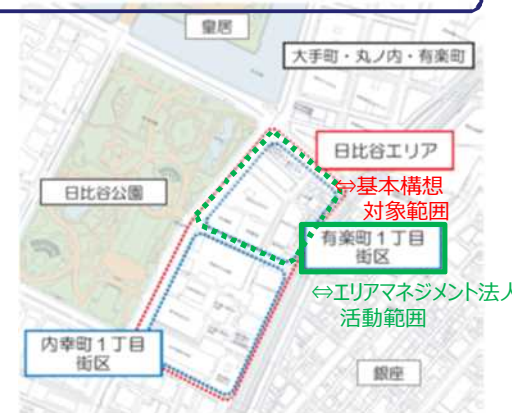 皇居
大手町・丸ノ内・有楽町
日比谷エリア
⇔基本構想
対象範囲
日比谷公園
有楽町1丁目
街区
⇔エリアマネジメント法人
活動範囲
内幸町1丁目
街区
銀座